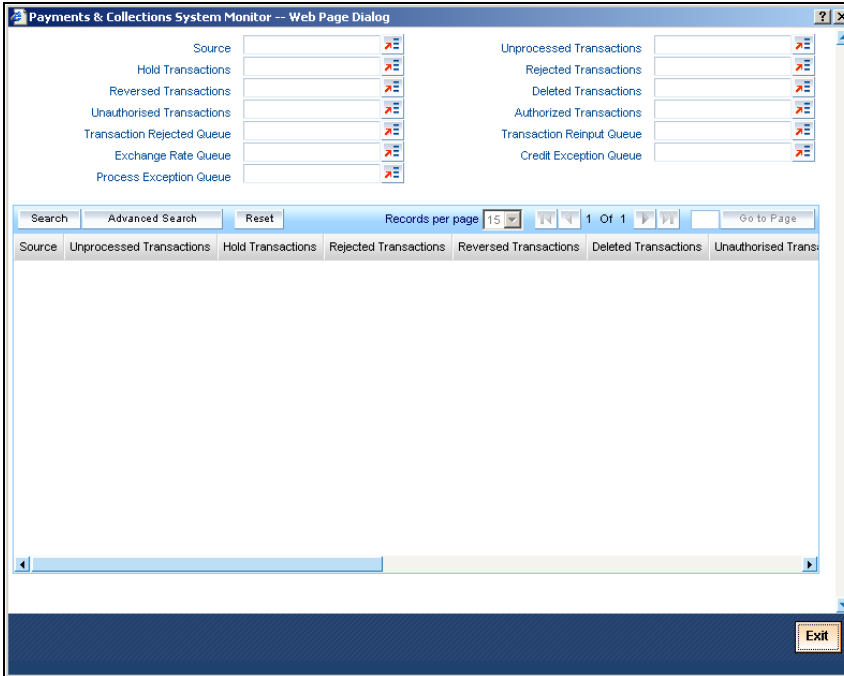 Payments & Collections System Monitor -- Web Page Dialog ? X
Source Unprocessed Transactions
Hold Transactions Rejected Transactions
Reversed Transactions Deleted Transactions
Unauthorised Transactions Authorized Transactions
Transaction Rejected Queue Transaction Reinput Queue
Exchange Rate Queue Credit Exception Queue
Process Exception Queue
Search Advanced Search Reset Records per page 15 1 Of 1 Go to Page
Source Unprocessed Transactions Hold Transactions Rejected Transactions Reversed Transactions Deleted Transactions Unauthorised Trans
Exit